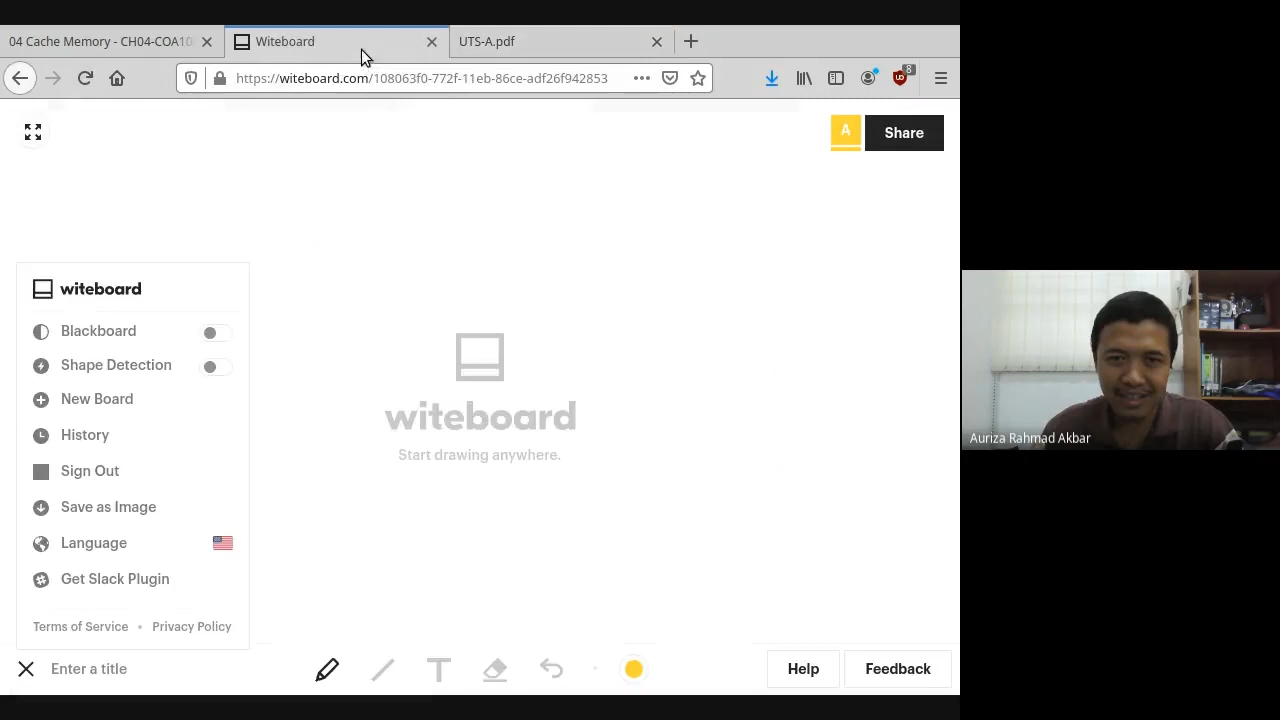 04 Cache Memory - CH04-COA10
Witeboard
UTS-A.pdf
https://witeboard.com/108063f0-772f-11eb-86ce-adf26f942853
8
A
Share
witeboard
Blackboard
Shape Detection
New Board
History
Sign Out
Save as Image
Language
Get Slack Plugin
Terms of Service • Privacy Policy
witeboard
Start drawing anywhere.
Auriza Rahmad Akbar
Enter a title
T
Help
Feedback